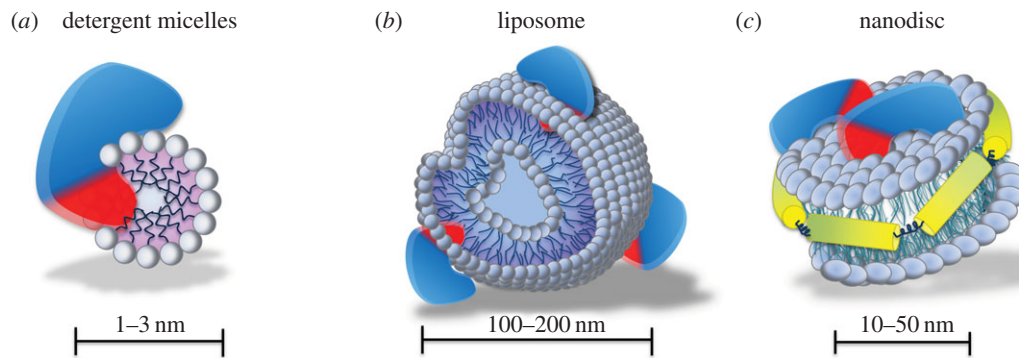 (a) detergent micelles
(b) liposome
(c) nanodisc
1–3 nm
100–200 nm
10–50 nm